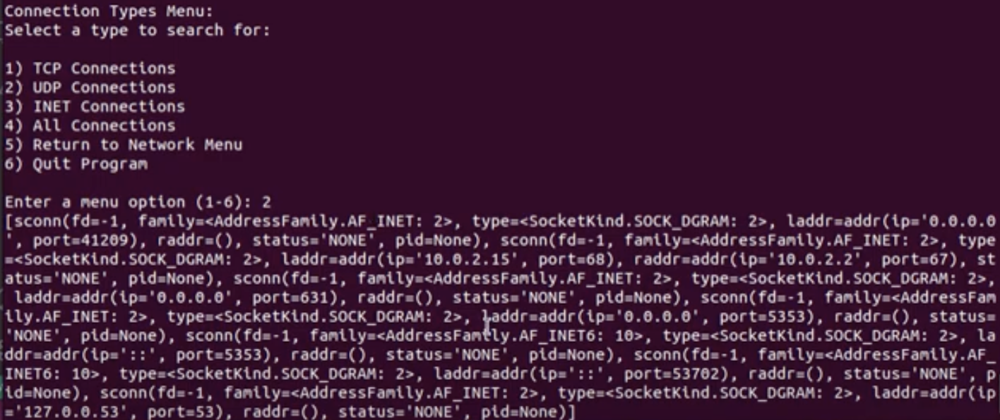 Connection Types Menu:
Select a type to search for:
1) TCP Connections
2) UDP Connections
3) INET Connections
4) All Connections
5) Return to Network Menu
6) Quit Program
Enter a menu option (1-6): 2
[sconn(fd=-1, family=<AddressFamily.AF_INET: 2>, type=<SocketKind.SOCK_DGRAM: 2>, laddr=addr(ip='0.0.0.0
', port=41209), raddr=(), status='NONE', pid=None), sconn(fd=-1, family=<AddressFamily.AF_INET: 2>, type
=<SocketKind.SOCK_DGRAM: 2>, laddr=addr(ip='10.0.2.15', port=68), raddr=addr(ip='10.0.2.2', port=67), st
atus='NONE', pid=None), sconn(fd=-1, family=<AddressFamily.AF_INET: 2>, type=<SocketKind.SOCK_DGRAM: 2>,
laddr=addr(ip='0.0.0.0', port=631), raddr=(), status='NONE', pid=None), sconn(fd=-1, family=<AddressFam
ily.AF_INET: 2>, type=<SocketKind.SOCK_DGRAM: 2>, laddr=addr(ip='0.0.0.0', port=5353), raddr=(), status=
'NONE', pid=None), sconn(fd=-1, family=<AddressFamily.AF_INET6: 10>, type=<SocketKind.SOCK_DGRAM: 2>, la
ddr=addr(ip='::', port=5353), raddr=(), status='NONE', pid=None), sconn(fd=-1, family=<AddressFamily.AF_
INET6: 10>, type=<SocketKind.SOCK_DGRAM: 2>, laddr=addr(ip='::', port=53702), raddr=(), status='NONE', p
id=None), sconn(fd=-1, family=<AddressFamily.AF_INET: 2>, type=<SocketKind.SOCK_DGRAM: 2>, laddr=addr(ip
='127.0.0.53', port=53), raddr=(), status='NONE', pid=None)]